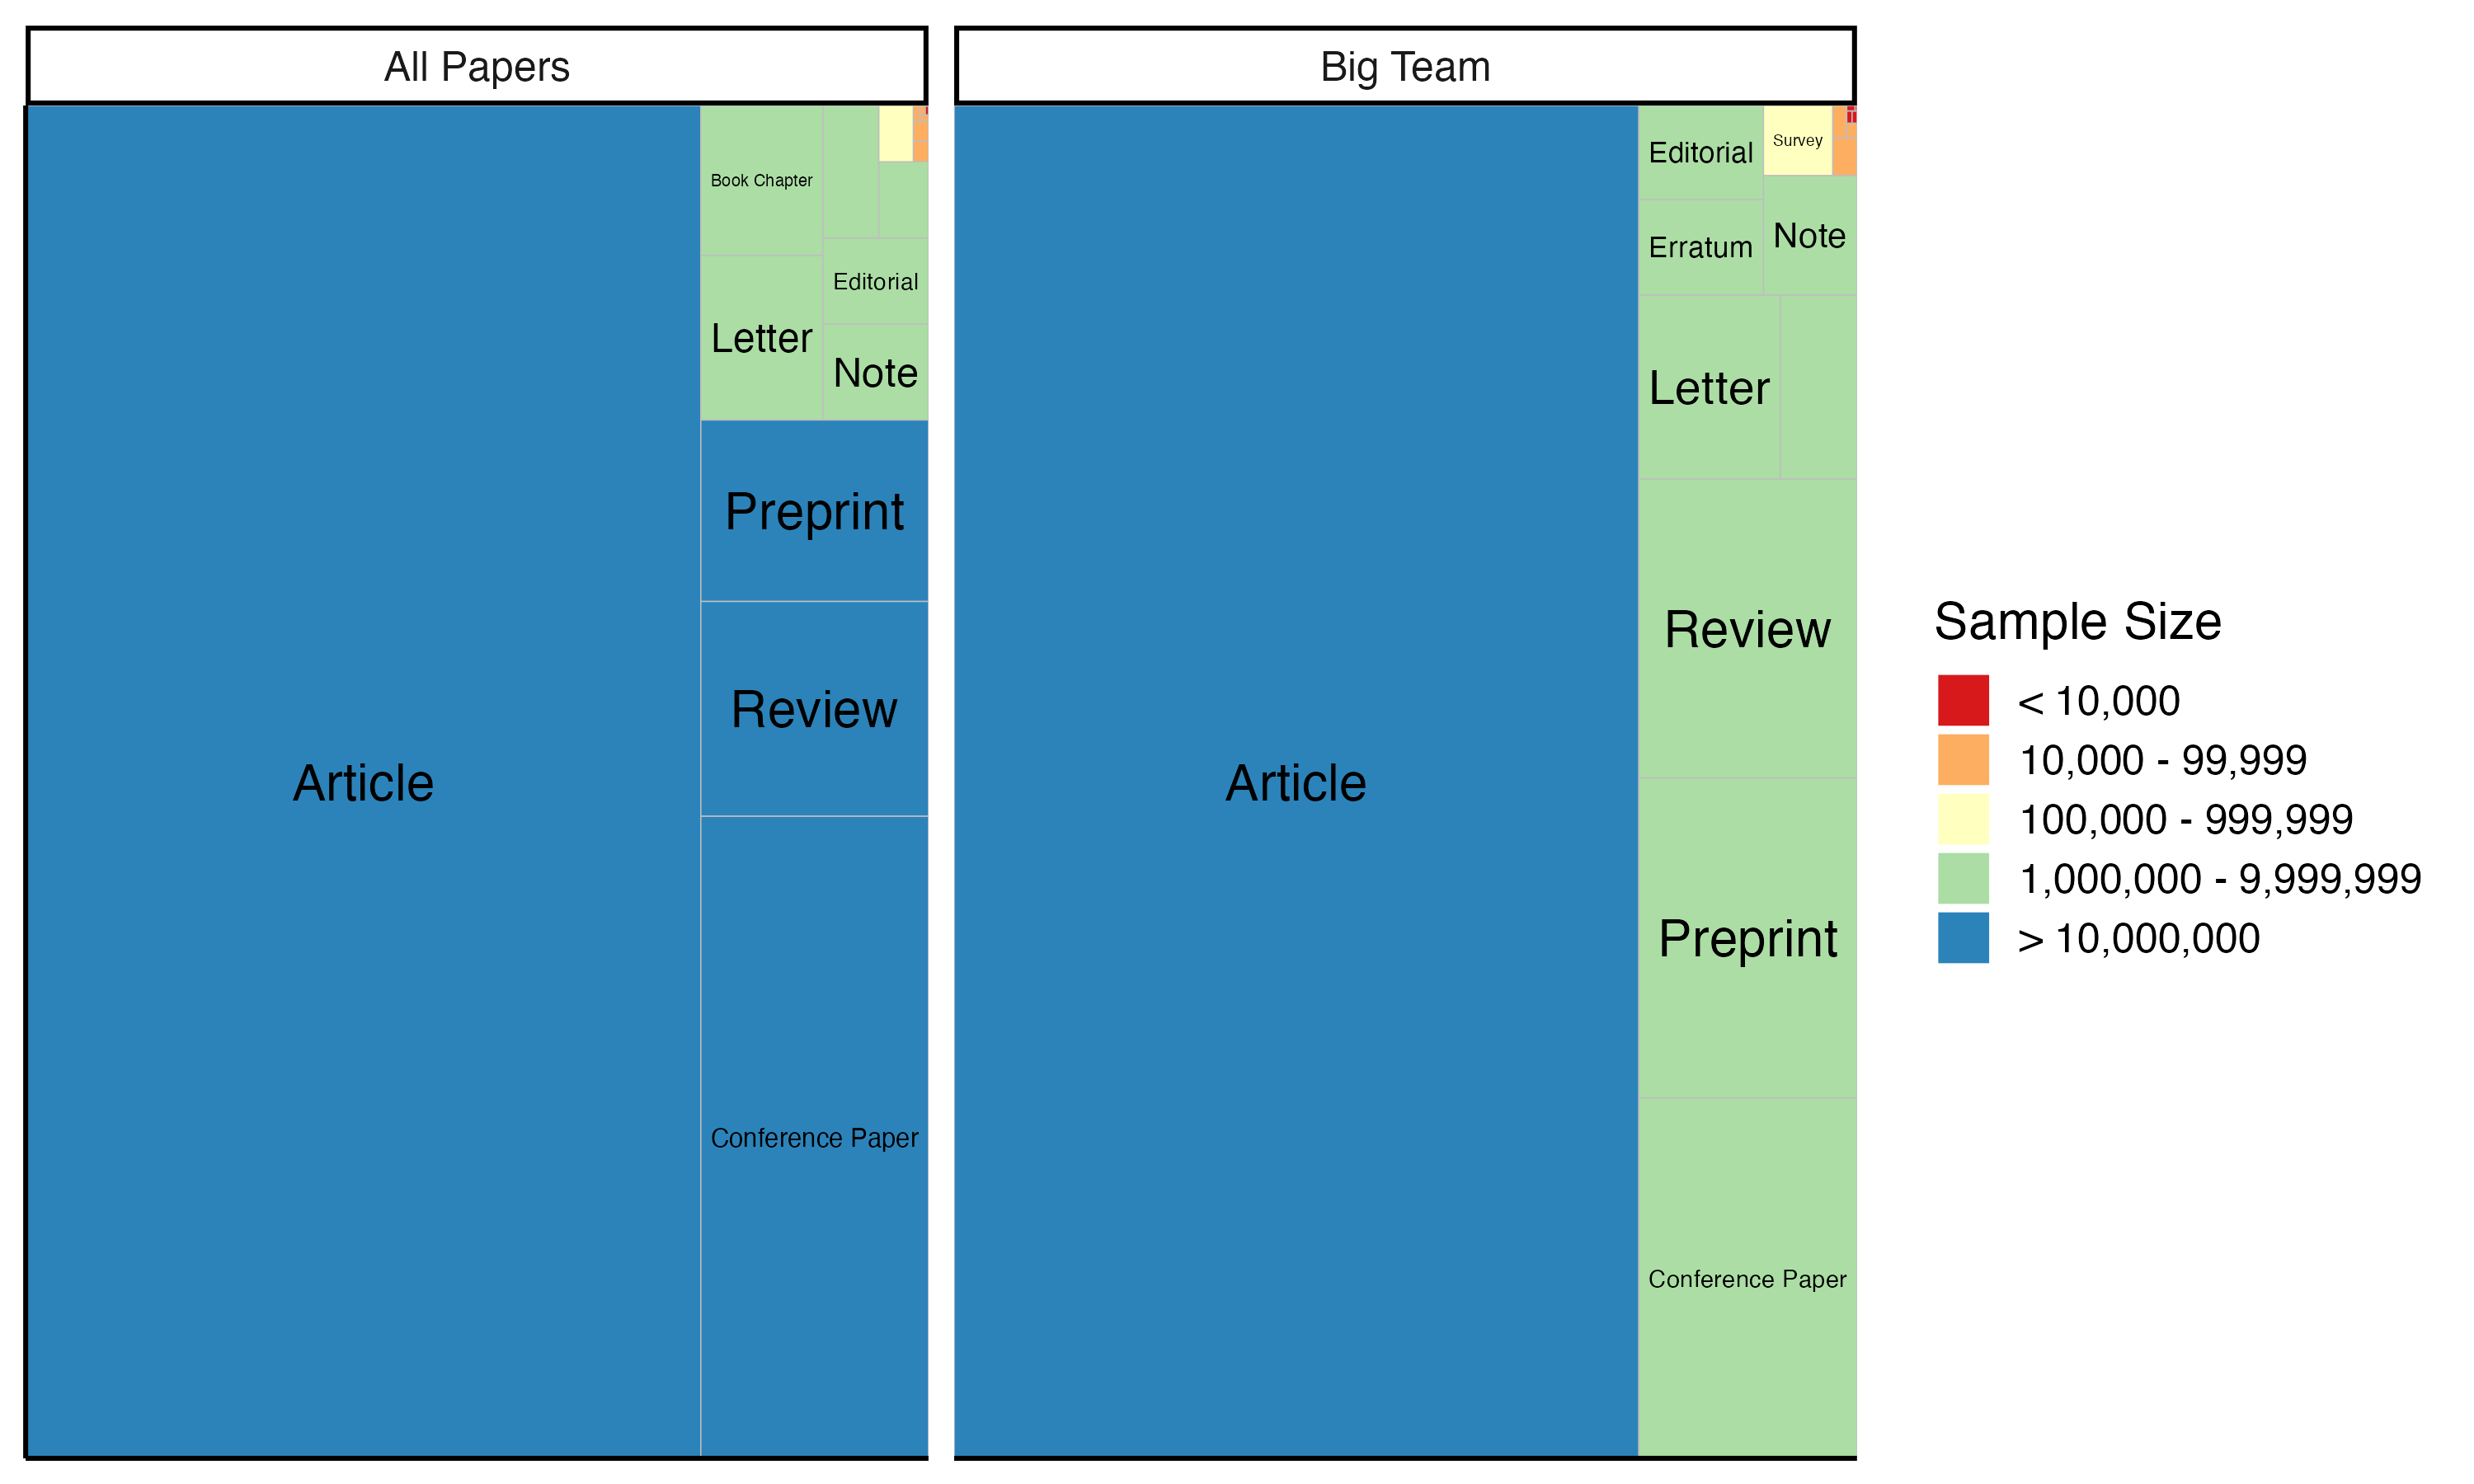 All Papers
Book Chapter
Editorial
Letter
Note
Preprint
Review
Article
Conference Paper
Big Team
Editorial
Survey
Erratum
Note
Letter
Review
Article
Preprint
Conference Paper
Sample Size
< 10,000
10,000 - 99,999
100,000 - 999,999
1,000,000 - 9,999,999
> 10,000,000